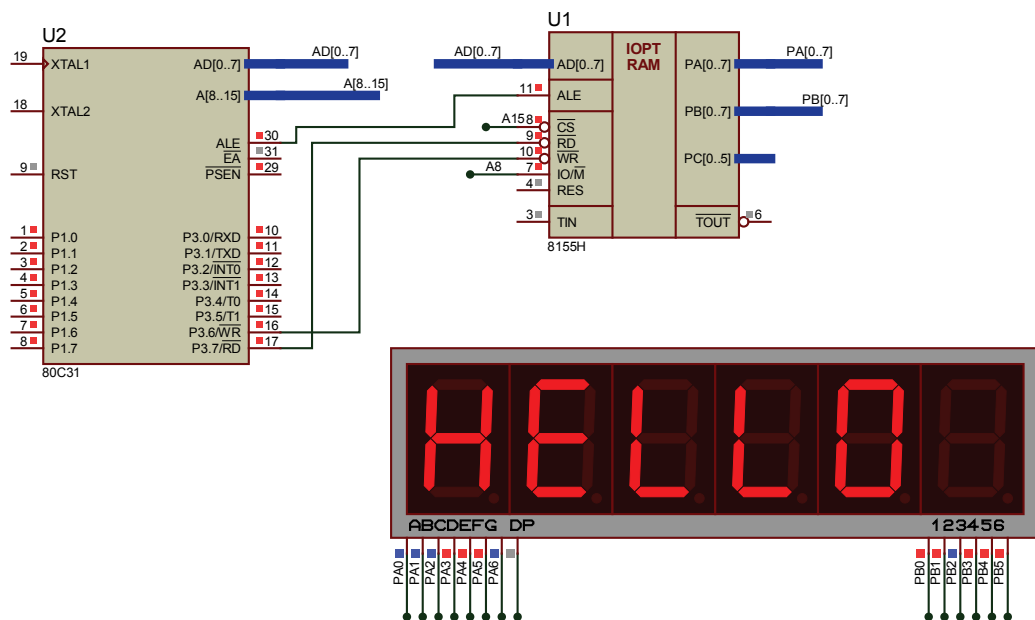 U2
19
XTAL1
18
XTAL2
9
RST
1
P1.0
2
P1.1
3
P1.2
4
P1.3
5
P1.4
6
P1.5
7
P1.6
8
P1.7
AD[0..7]
AD[0..7]
A[8..15]
A[8..15]
ALE
30
EA
31
PSEN
29
P3.0/RXD
10
P3.1/TXD
11
P3.2/INT0
12
P3.3/INT1
13
P3.4/T0
14
P3.5/T1
15
P3.6/WR
16
P3.7/RD
17
80C31
U1
AD[0..7]
AD[0..7]
11
ALE
A15
8
CS
9
RD
10
WR
A8
7
IO/M
4
RES
3
TIN
IOPT
RAM
PA[0..7]
PA[0..7]
PB[0..7]
PB[0..7]
PC[0..5]
TOUT
6
8155H
HELLO
ABCDEFG DP
123456
PA0
PA1
PA2
PA3
PA4
PA5
PA6
PB0
PB1
PB2
PB3
PB4
PB5